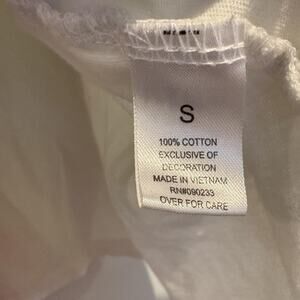 S
100% COTTON
EXCLUSIVE OF
DECORATION
MADE IN VIETNAM
RN#090233
OVER FOR CARE